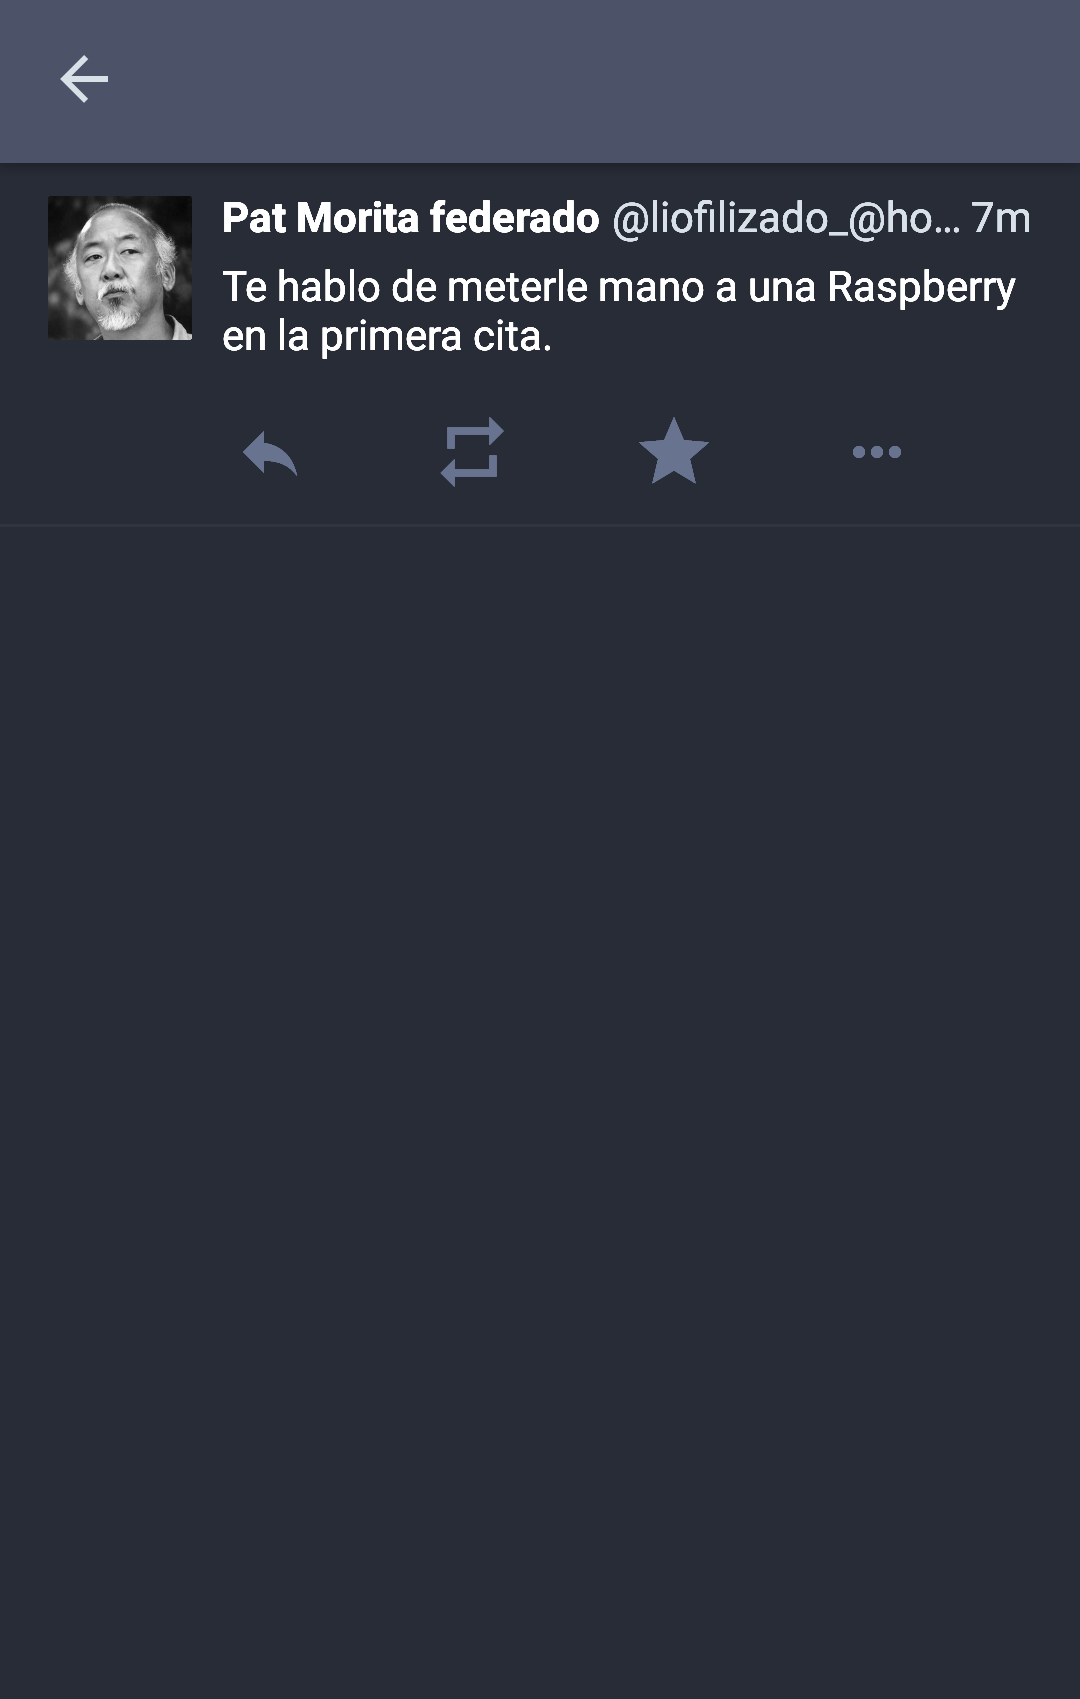 Pat Morita federado @liofilizado_@ho... 7m
Te hablo de meterle mano a una Raspberry
en la primera cita.